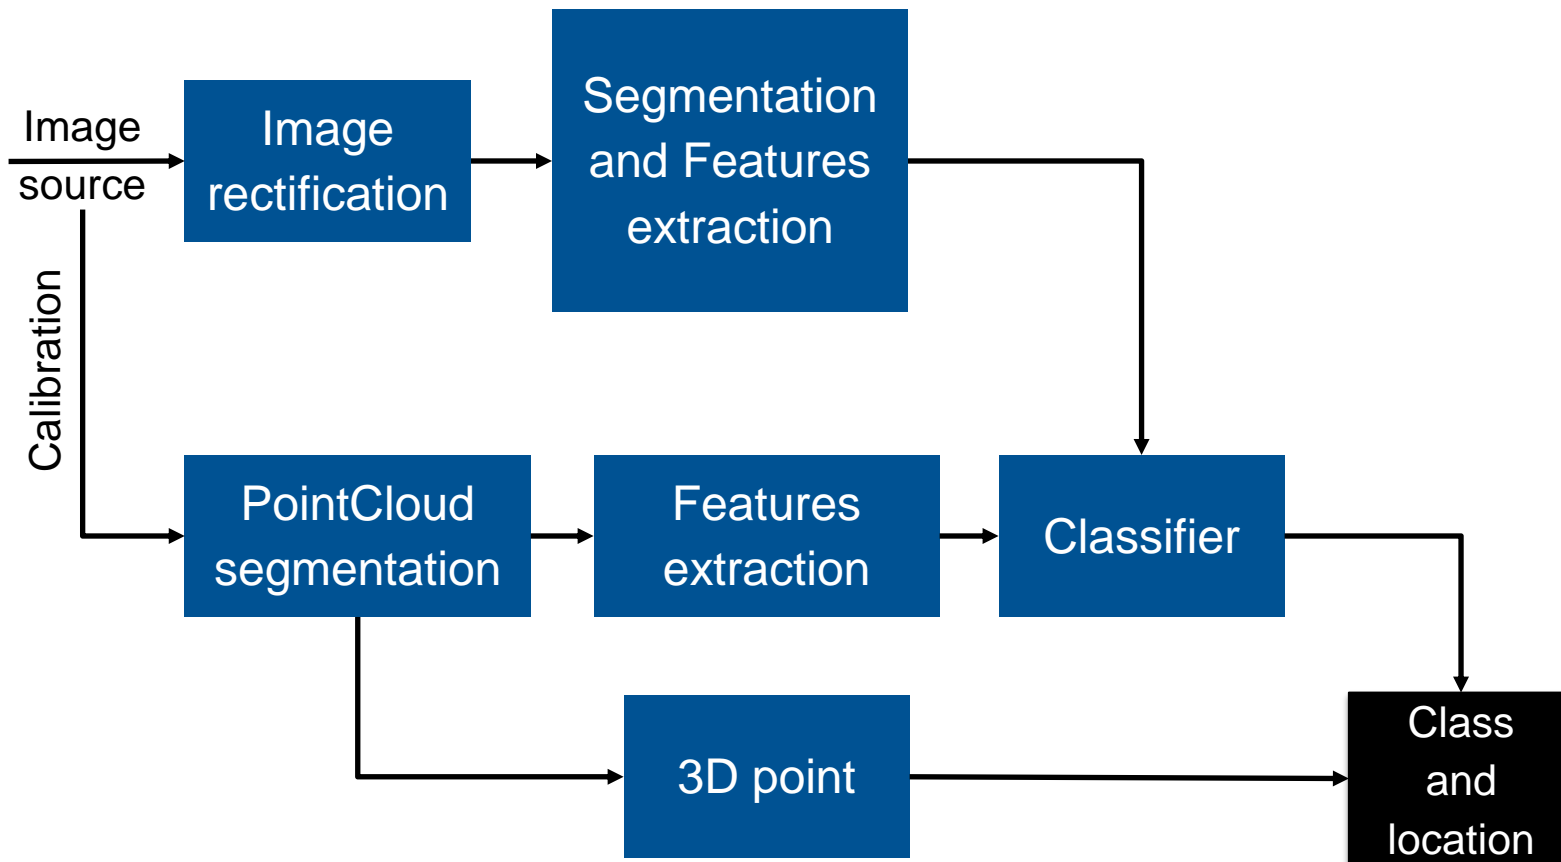 Image
source
Image
rectification
Segmentation
and Features
extraction
Calibration
PointCloud
segmentation
Features
extraction
Classifier
3D point
Class
and
location